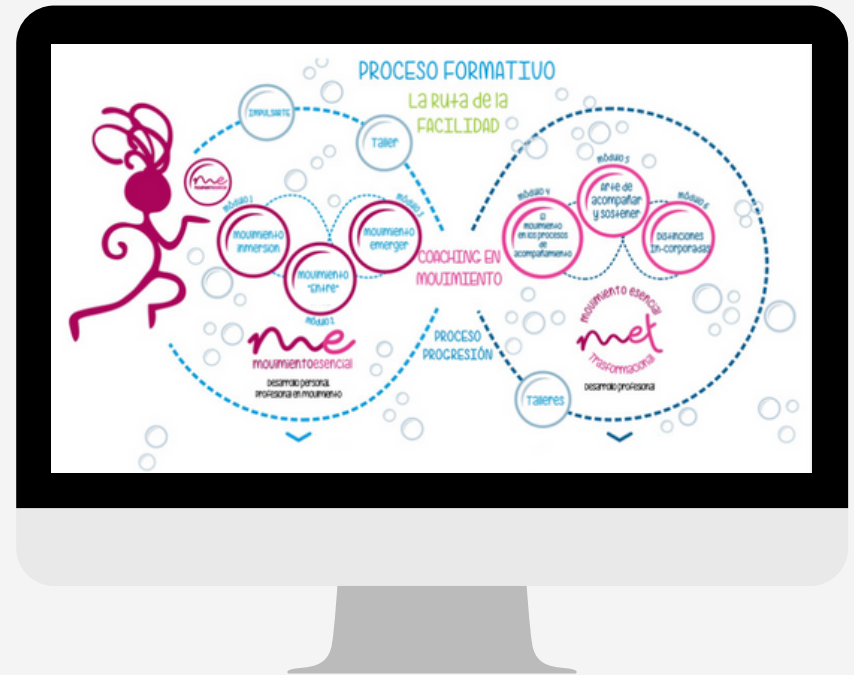 PROCESO FORMATIVO
La Ruta de la
FACILIDAD
IMPULSARTE
Taller
me
módulo 1
movimiento
inmersion
módulo 2
movimiento
"Entre"
módulo 3
movimiento
emerger
me
movimientoesencial
Desarrollo personal
Profesional en movimiento
COACHING EN
MOVIMIENTO
PROCESO
PROGRESIÓN
módulo 4
El
movimiento
en los procesos
de
acompañamiento
módulo 5
Arte de
acompañar
y sostener
módulo 6
Distinciones
In-corporadas
movimiento esencial
met
Trasformacional
Desarrollo profesional
Talleres